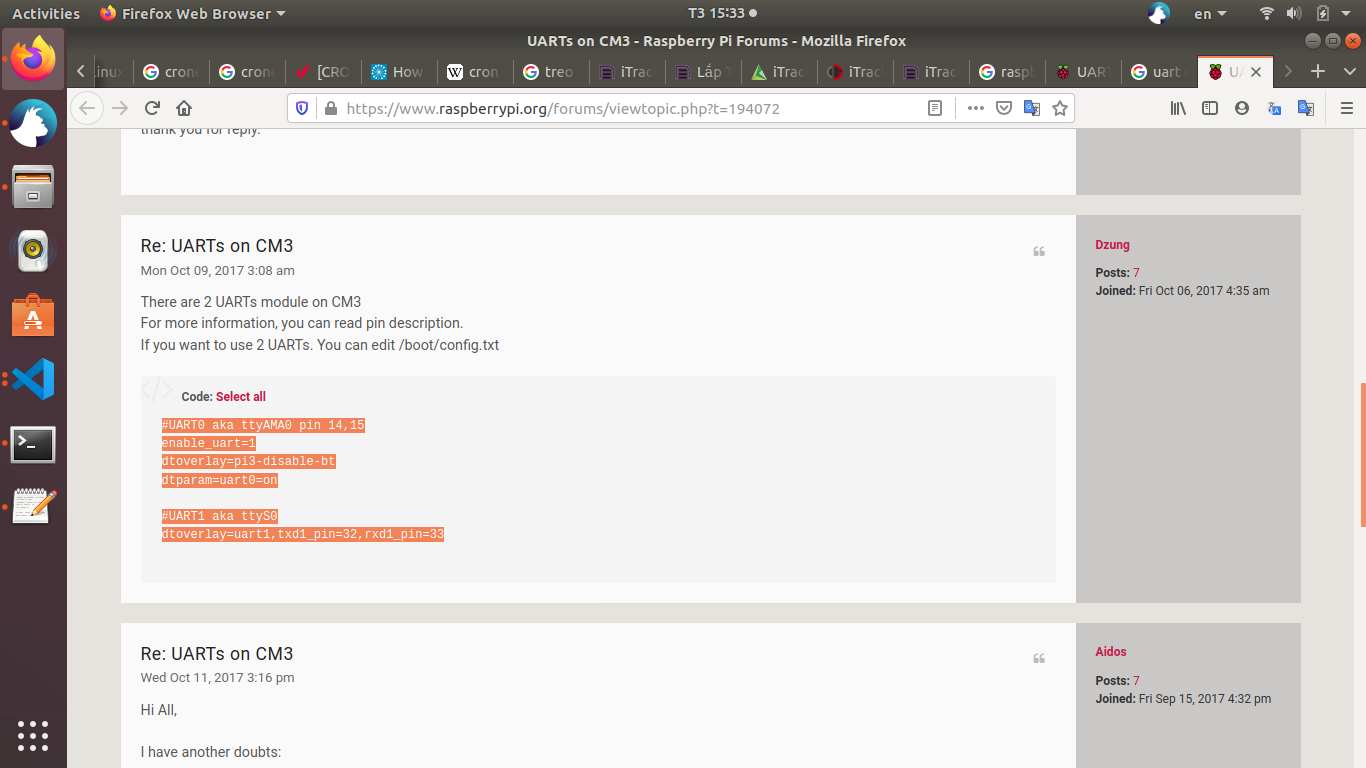 Activities
Firefox Web Browser
T3 15:33
en
UARTs on CM3 - Raspberry Pi Forums - Mozilla Firefox
cron
cron
[CRO
How
cron
treo
iTrac
Lắp
iTrac
iTrac
iTrac
rasp
UART
uart
https://www.raspberrypi.org/forums/viewtopic.php?t=194072
thank you for reply.
Re: UARTs on CM3
Mon Oct 09, 2017 3:08 am
There are 2 UARTs module on CM3
For more information, you can read pin description.
If you want to use 2 UARTs. You can edit /boot/config.txt
Code: Select all
#UART0 aka ttyAMA0 pin 14,15
enable_uart=1
dtoverlay=pi3-disable-bt
dtparam=uart0=on
#UART1 aka ttyS0
dtoverlay=uart1,txd1_pin=32,rxd1_pin=33
Dzung
Posts: 7
Joined: Fri Oct 06, 2017 4:35 am
Re: UARTs on CM3
Wed Oct 11, 2017 3:16 pm
Hi All,
I have another doubts:
Aidos
Posts: 7
Joined: Fri Sep 15, 2017 4:32 pm